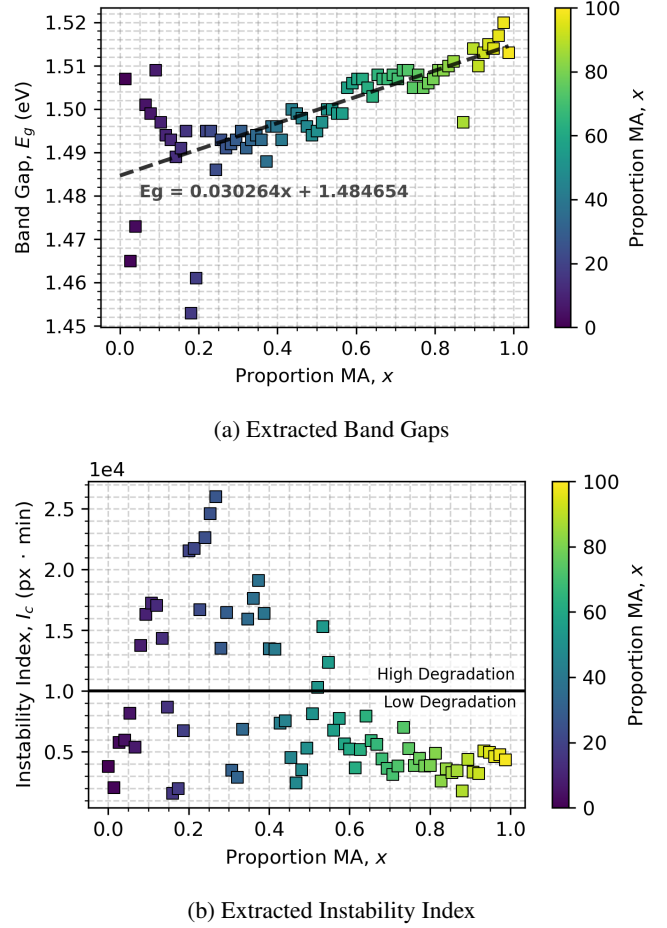 1.52
1.51
1.50
1.49
1.48
1.47
1.46
1.45
Band Gap, E_g (eV)
Eg = 0.030264x + 1.484654
0.0 0.2 0.4 0.6 0.8 1.0
Proportion MA, x
100
80
60
40
20
0
Proportion MA, x
(a) Extracted Band Gaps
1e4
2.5
2.0
1.5
1.0
0.5
Instability Index, I_c (px · min)
High Degradation
Low Degradation
0.0 0.2 0.4 0.6 0.8 1.0
Proportion MA, x
100
80
60
40
20
0
Proportion MA, x
(b) Extracted Instability Index